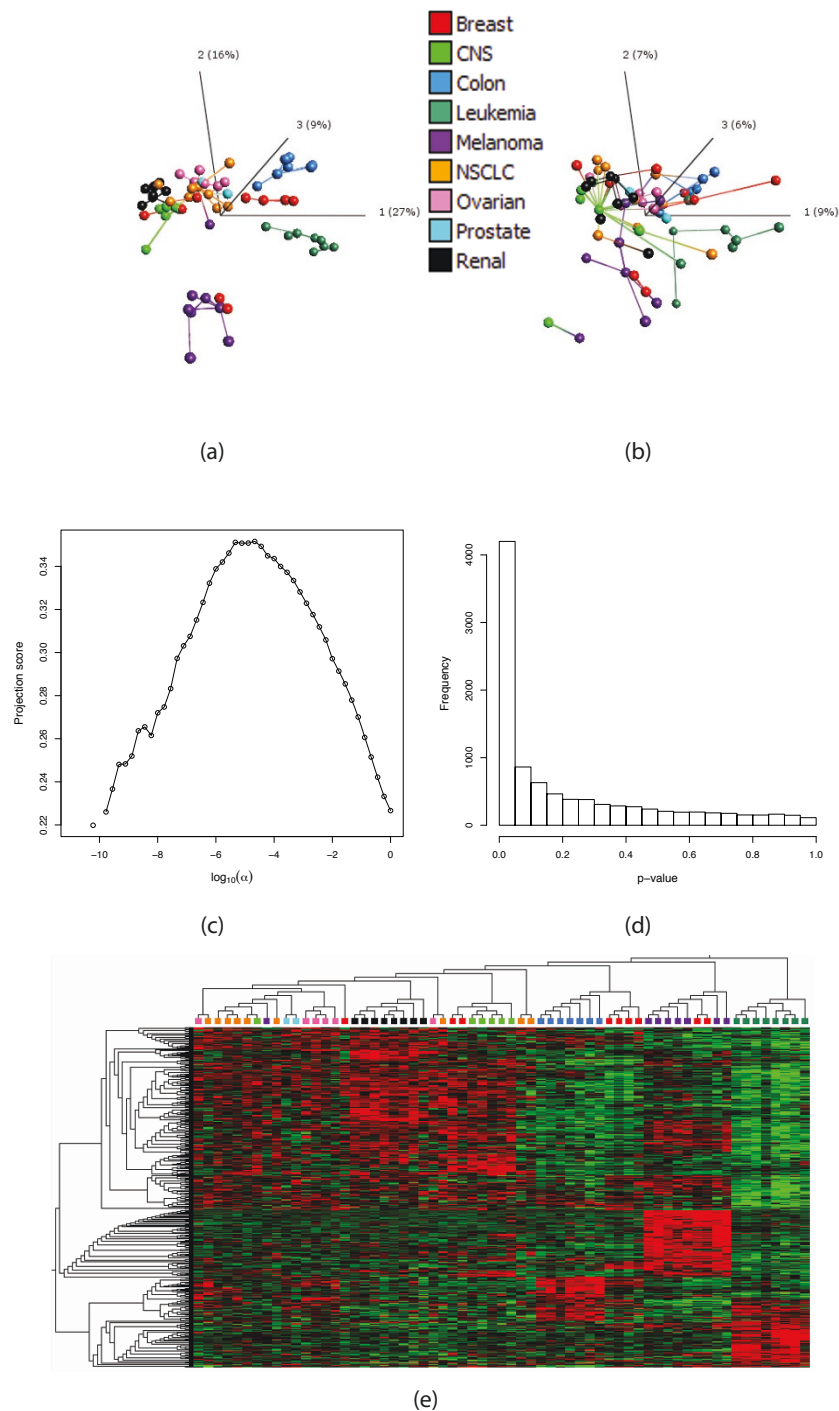 2 (16%)
3 (9%)
1 (27%)
Breast
CNS
Colon
Leukemia
Melanoma
NSCLC
Ovarian
Prostate
Renal
2 (7%)
3 (6%)
1 (9%)
(a)
(b)
Projection score
0.34
0.32
0.30
0.28
0.26
0.24
0.22
−10
−8
−6
−4
−2
0
log10(α)
(c)
Frequency
4000
3000
2000
1000
0
0.0
0.2
0.4
0.6
0.8
1.0
p−value
(d)
(e)